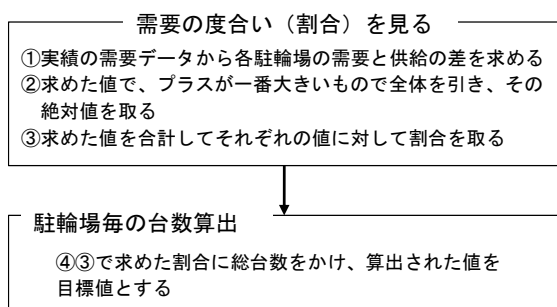 需要の度合い（割合）を見る
①実績の需要データから各駐輪場の需要と供給の差を求める
②求めた値で、プラスが一番大きいもので全体を引き、その
絶対値を取る
③求めた値を合計してそれぞれの値に対して割合を取る
駐輪場毎の台数算出
④③で求めた割合に総台数をかけ、算出された値を
目標値とする